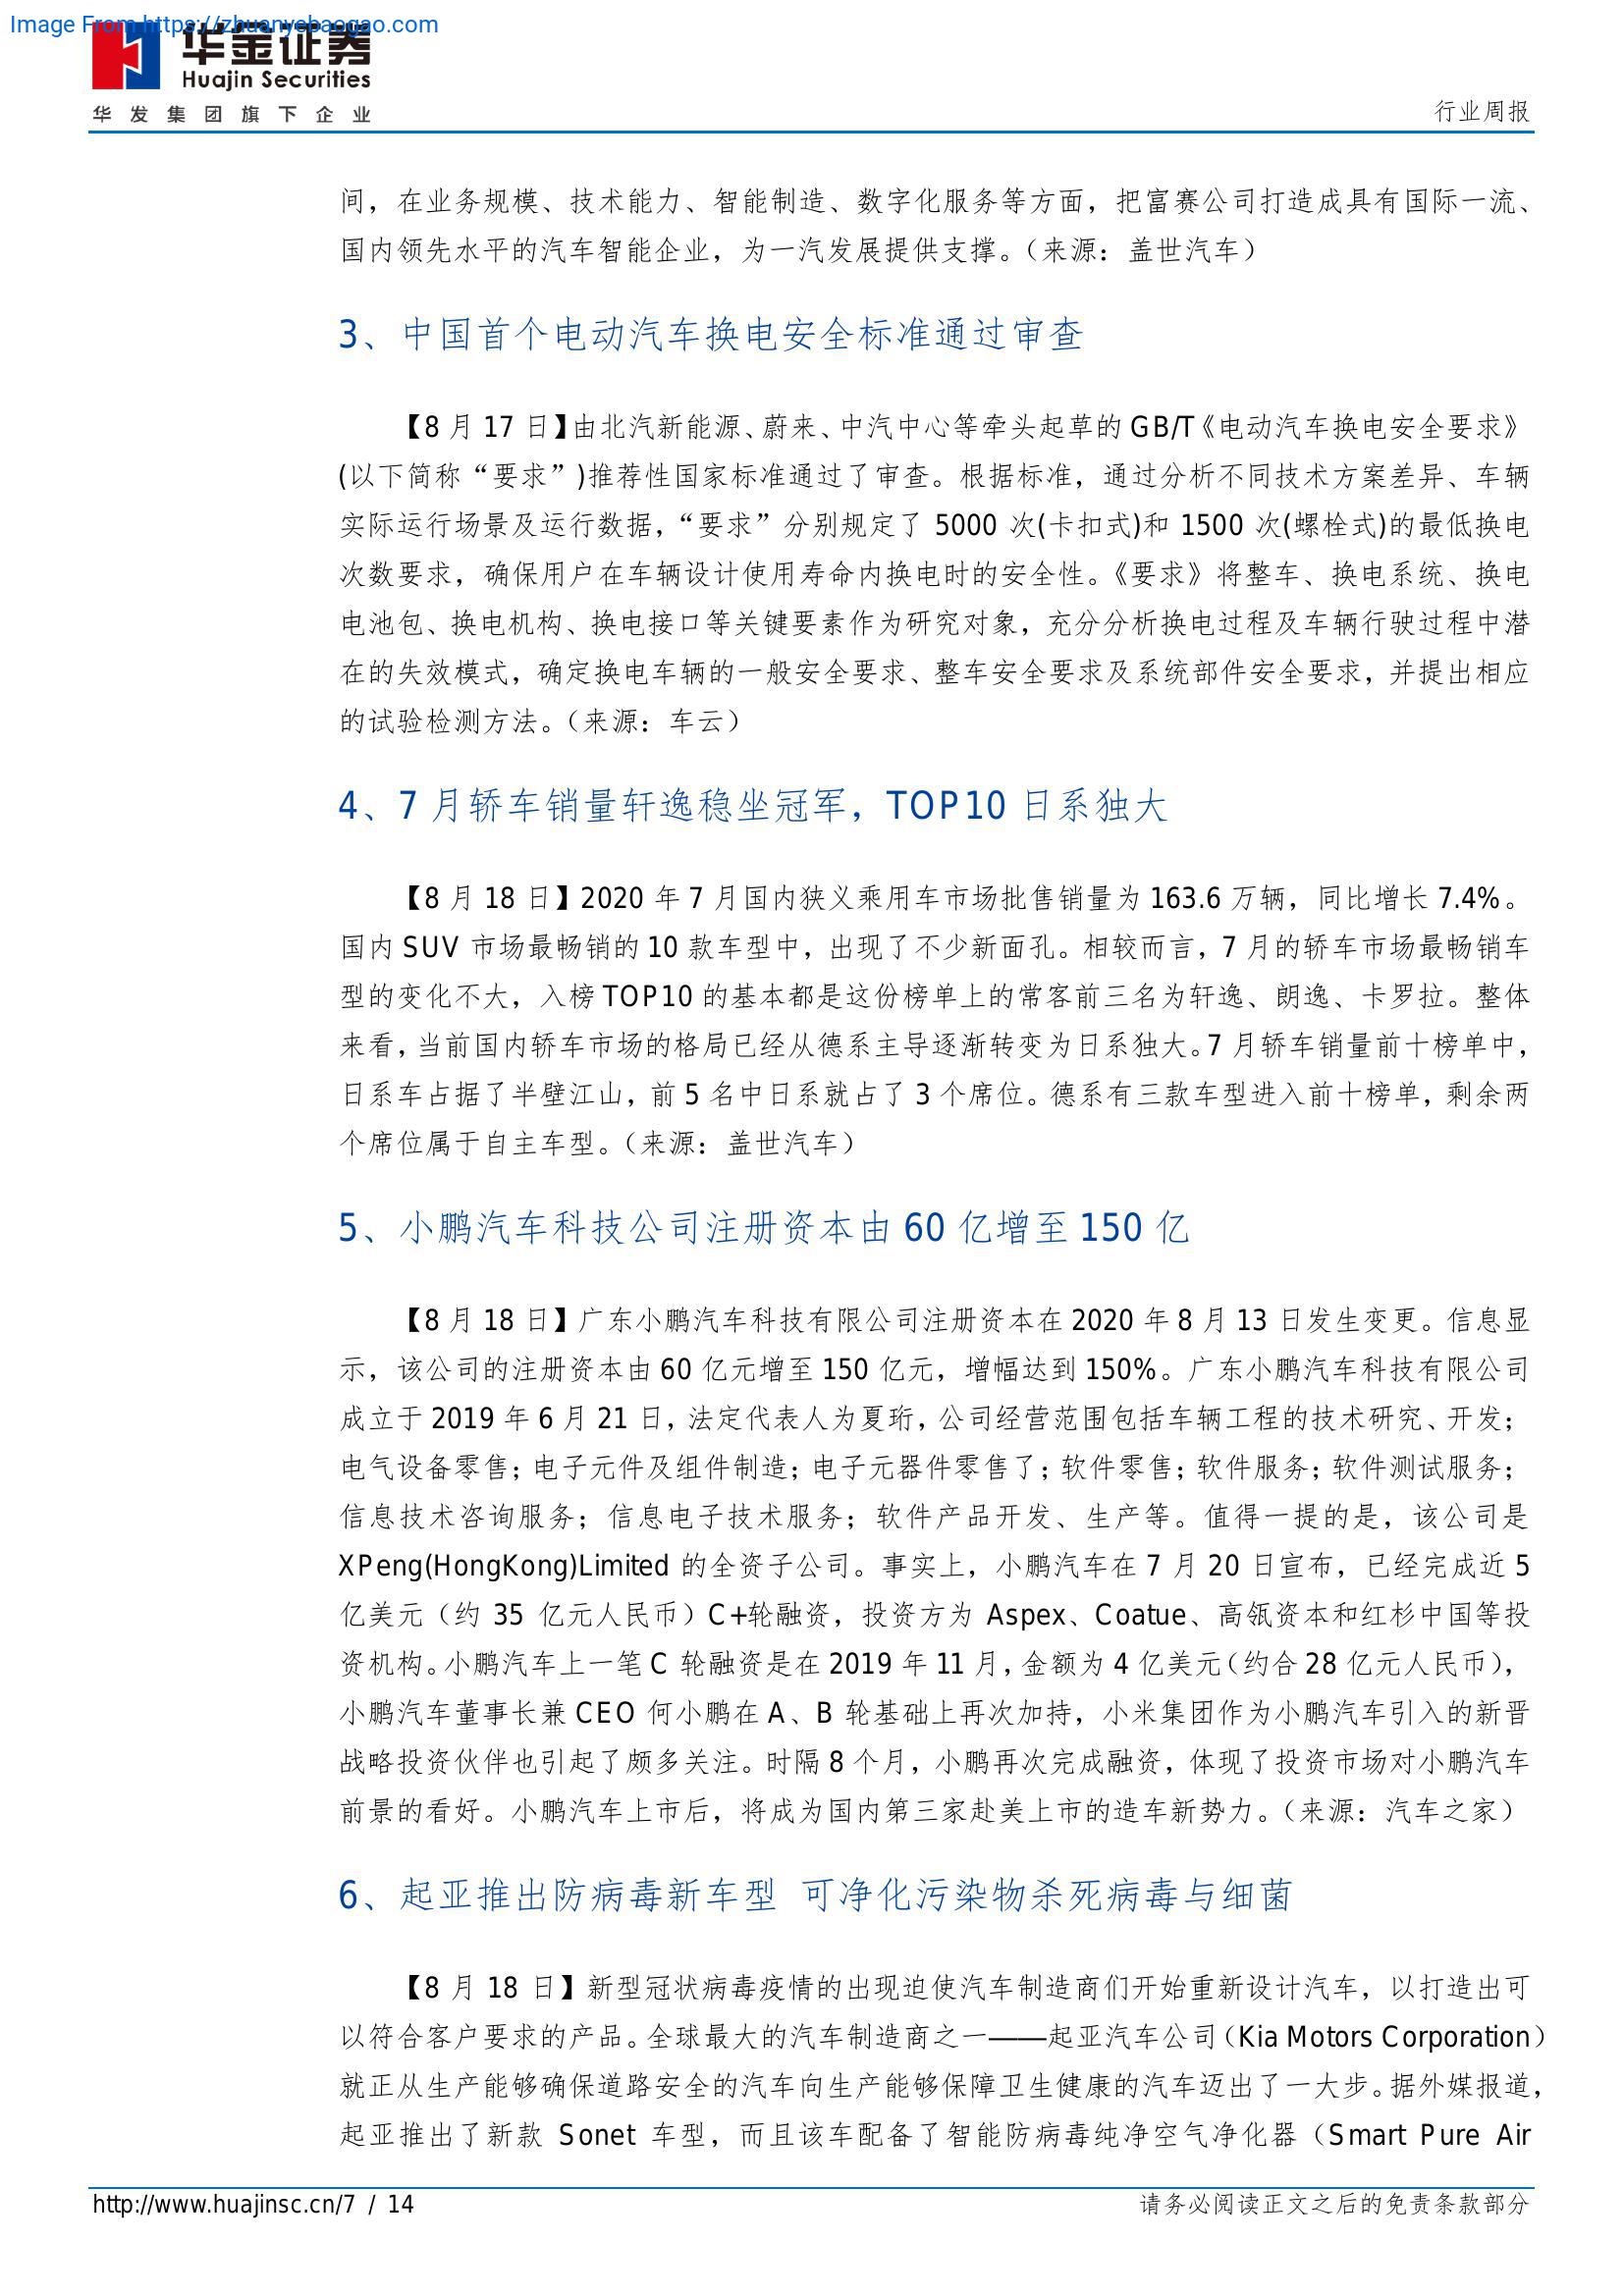 Image From https://zhuanyebaogao.com
华金证券
Huajin Securities
华发集团旗下企业
行业周报
间，在业务规模、技术能力、智能制造、数字化服务等方面，把富赛公司打造成具有国际一流、
国内领先水平的汽车智能企业，为一汽发展提供支撑。（来源：盖世汽车）
3、中国首个电动汽车换电安全标准通过审查
【8 月 17 日】由北汽新能源、蔚来、中汽中心等牵头起草的 GB/T《电动汽车换电安全要求》
(以下简称“要求”)推荐性国家标准通过了审查。根据标准，通过分析不同技术方案差异、车辆
实际运行场景及运行数据，“要求”分别规定了 5000 次(卡扣式)和 1500 次(螺栓式)的最低换电
次数要求，确保用户在车辆设计使用寿命内换电时的安全性。《要求》将整车、换电系统、换电
电池包、换电机构、换电接口等关键要素作为研究对象，充分分析换电过程及车辆行驶过程中潜
在的失效模式，确定换电车辆的一般安全要求、整车安全要求及系统部件安全要求，并提出相应
的试验检测方法。（来源：车云）
4、7 月轿车销量轩逸稳坐冠军，TOP10 日系独大
【8 月 18 日】2020 年 7 月国内狭义乘用车市场批售销量为 163.6 万辆，同比增长 7.4%。
国内 SUV 市场最畅销的 10 款车型中，出现了不少新面孔。相较而言，7 月的轿车市场最畅销车
型的变化不大，入榜 TOP10 的基本都是这份榜单上的常客前三名为轩逸、朗逸、卡罗拉。整体
来看，当前国内轿车市场的格局已经从德系主导逐渐转变为日系独大。7 月轿车销量前十榜单中，
日系车占据了半壁江山，前 5 名中日系就占了 3 个席位。德系有三款车型进入前十榜单，剩余两
个席位属于自主车型。（来源：盖世汽车）
5、小鹏汽车科技公司注册资本由 60 亿增至 150 亿
【8 月 18 日】广东小鹏汽车科技有限公司注册资本在 2020 年 8 月 13 日发生变更。信息显
示，该公司的注册资本由 60 亿元增至 150 亿元，增幅达到 150%。广东小鹏汽车科技有限公司
成立于 2019 年 6 月 21 日，法定代表人为夏珩，公司经营范围包括车辆工程的技术研究、开发；
电气设备零售；电子元件及组件制造；电子元器件零售了；软件零售；软件服务；软件测试服务；
信息技术咨询服务；信息电子技术服务；软件产品开发、生产等。值得一提的是，该公司是
XPeng(HongKong)Limited 的全资子公司。事实上，小鹏汽车在 7 月 20 日宣布，已经完成近 5
亿美元（约 35 亿元人民币）C+轮融资，投资方为 Aspex、Coatue、高瓴资本和红杉中国等投
资机构。小鹏汽车上一笔 C 轮融资是在 2019 年 11 月，金额为 4 亿美元（约合 28 亿元人民币），
小鹏汽车董事长兼 CEO 何小鹏在 A、B 轮基础上再次加持，小米集团作为小鹏汽车引入的新晋
战略投资伙伴也引起了颇多关注。时隔 8 个月，小鹏再次完成融资，体现了投资市场对小鹏汽车
前景的看好。小鹏汽车上市后，将成为国内第三家赴美上市的造车新势力。（来源：汽车之家）
6、起亚推出防病毒新车型 可净化污染物杀死病毒与细菌
【8 月 18 日】新型冠状病毒疫情的出现迫使汽车制造商们开始重新设计汽车，以打造出可
以符合客户要求的产品。全球最大的汽车制造商之一——起亚汽车公司（Kia Motors Corporation）
就正从生产能够确保道路安全的汽车向生产能够保障卫生健康的汽车迈出了一大步。据外媒报道，
起亚推出了新款 Sonet 车型，而且该车配备了智能防病毒纯净空气净化器（Smart Pure Air
http://www.huajinsc.cn/7 / 14
请务必阅读正文之后的免责条款部分